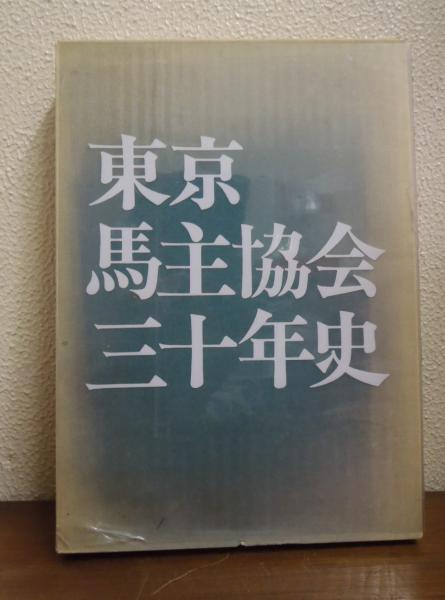 東京
馬主協会
三十年史